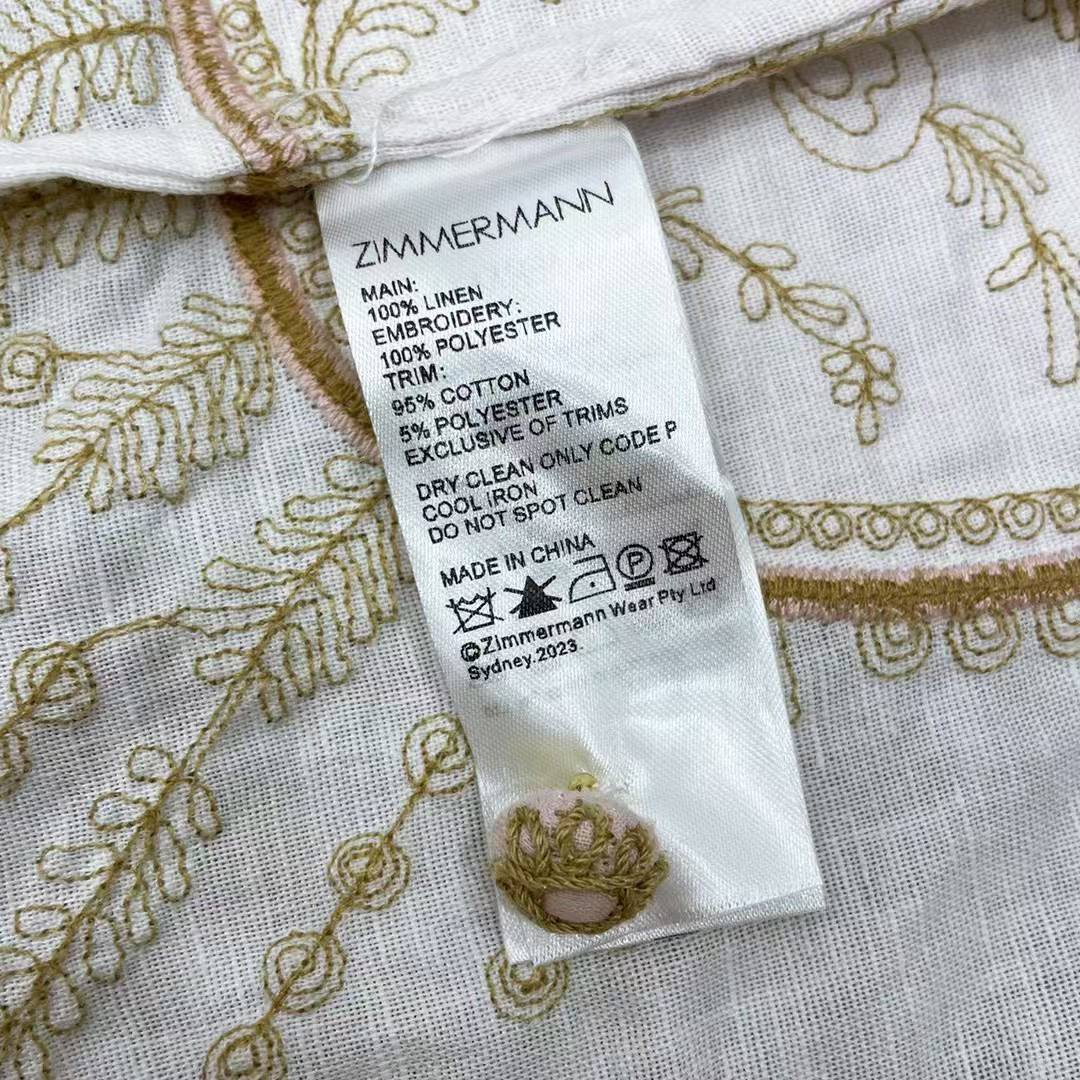 ZIMMERMANN
MAIN:
100% LINEN
EMBROIDERY:
100% POLYESTER
TRIM:
95% COTTON
5% POLYESTER
EXCLUSIVE OF TRIMS
DRY CLEAN ONLY CODE P
COOL IRON
DO NOT SPOT CLEAN
MADE IN CHINA
P
©Zimmermann Wear Pty Ltd
Sydney.2023.